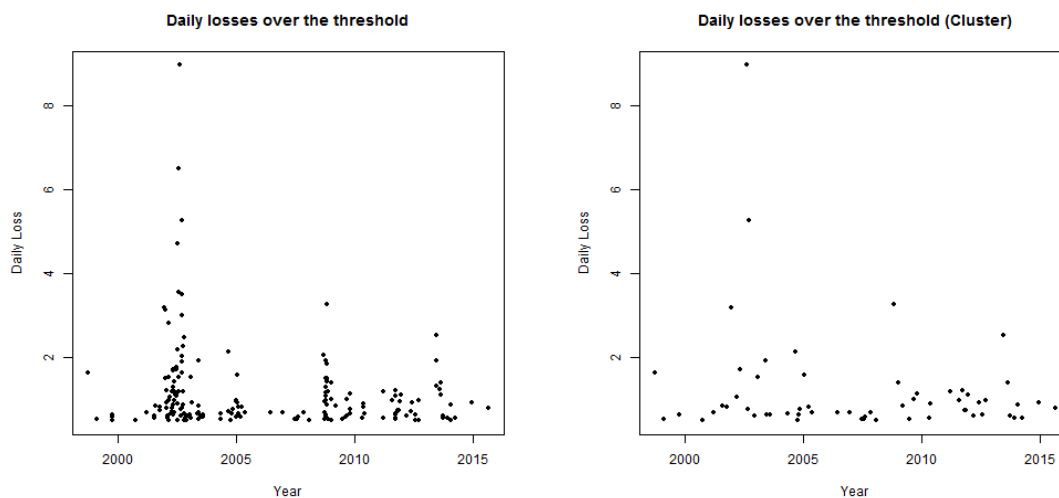 Daily losses over the threshold
Daily Loss
8
6
4
2
2000 2005 2010 2015
Year
Daily losses over the threshold (Cluster)
Daily Loss
8
6
4
2
2000 2005 2010 2015
Year